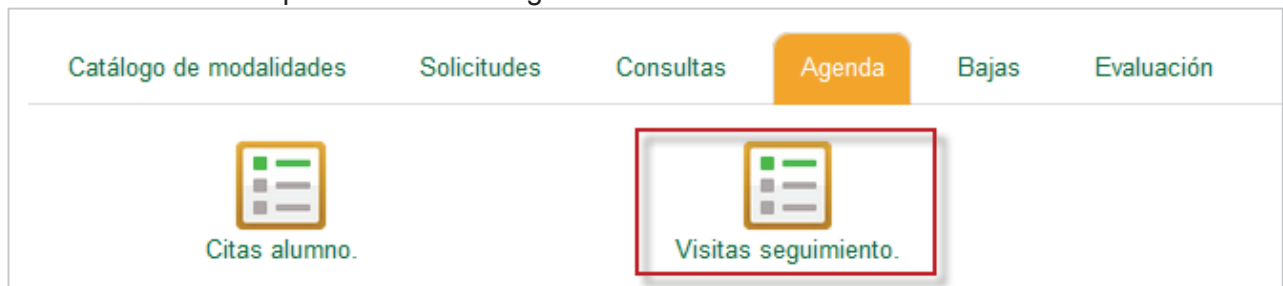 Catálogo de modalidades Solicitudes Consultas Agenda Bajas Evaluación
Citas alumno. Visitas seguimiento.